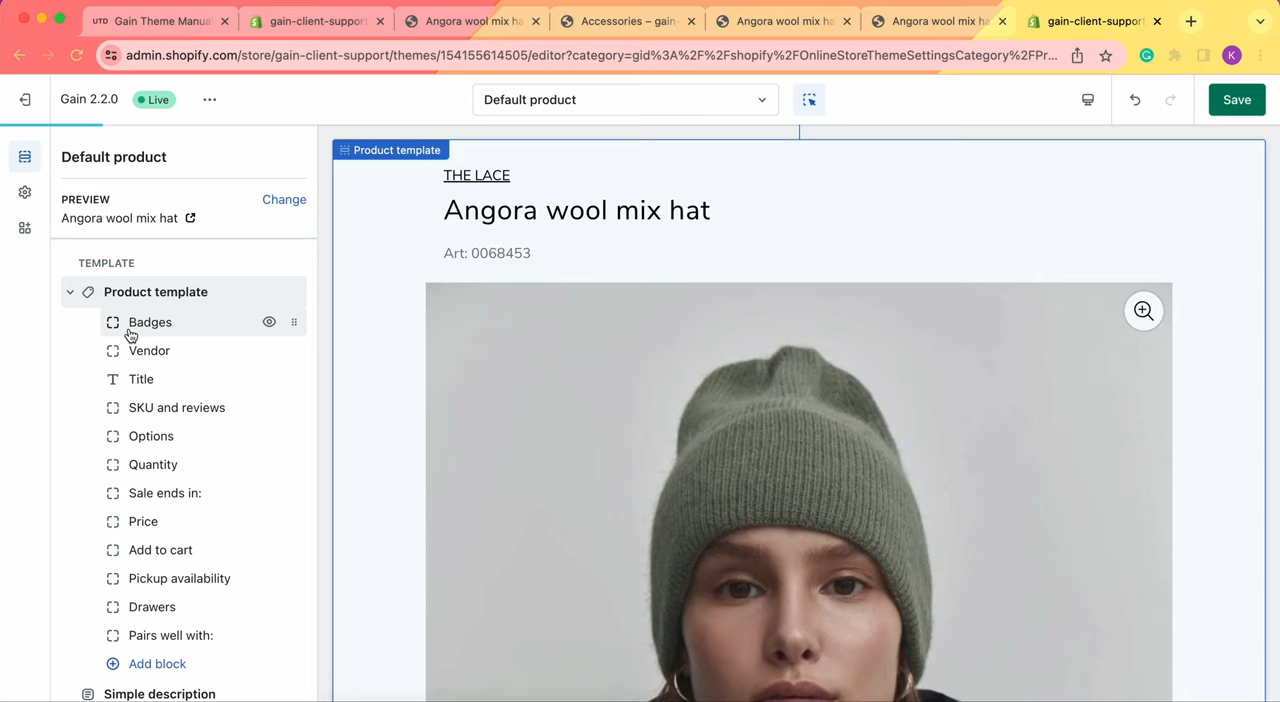 UTD Gain Theme Manua
gain-client-support
Angora wool mix ha
Accessories – gain-
Angora wool mix ha
Angora wool mix ha
gain-client-support
admin.shopify.com/store/gain-client-support/themes/154155614505/editor?category=gid%3A%2F%2Fshopify%2FOnlineStoreThemeSettingsCategory%2FPr...
K
Gain 2.2.0
Live
Default product
Save
Default product
PREVIEW
Change
Angora wool mix hat
TEMPLATE
Product template
Badges
Vendor
Title
SKU and reviews
Options
Quantity
Sale ends in:
Price
Add to cart
Pickup availability
Drawers
Pairs well with:
Add block
Simple description
Product template
THE LACE
Angora wool mix hat
Art: 0068453